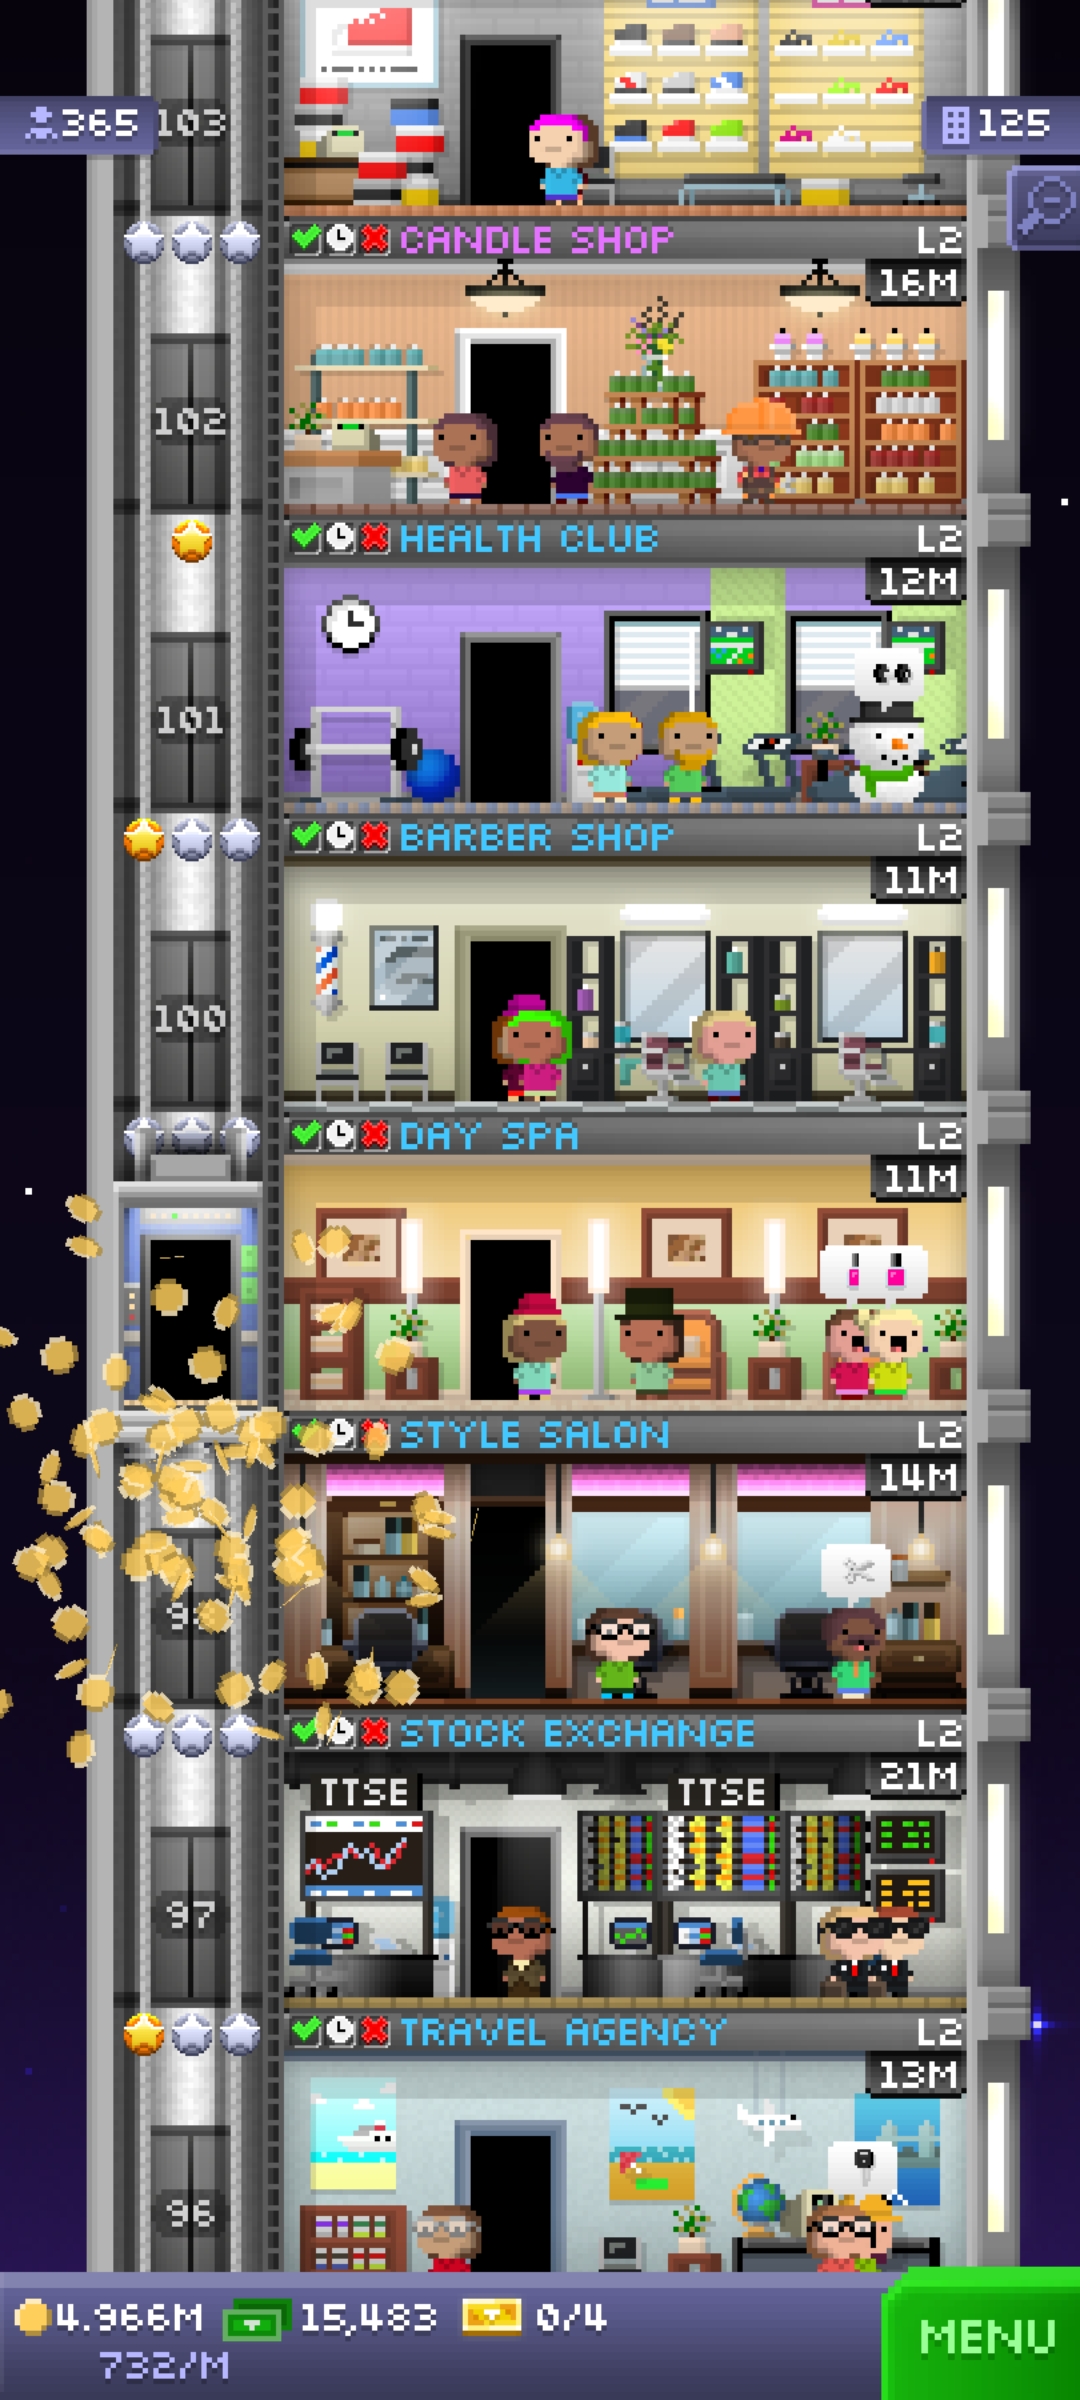 365
103
125
CANDLE SHOP
L2
16M
102
HEALTH CLUB
L2
12M
101
BARBER SHOP
L2
11M
100
DAY SPA
L2
11M
STYLE SALON
L2
14M
STOCK EXCHANGE
L2
21M
TTSE
TTSE
97
TRAVEL AGENCY
L2
13M
96
4.966M
15,483
0/4
732/M
MENU